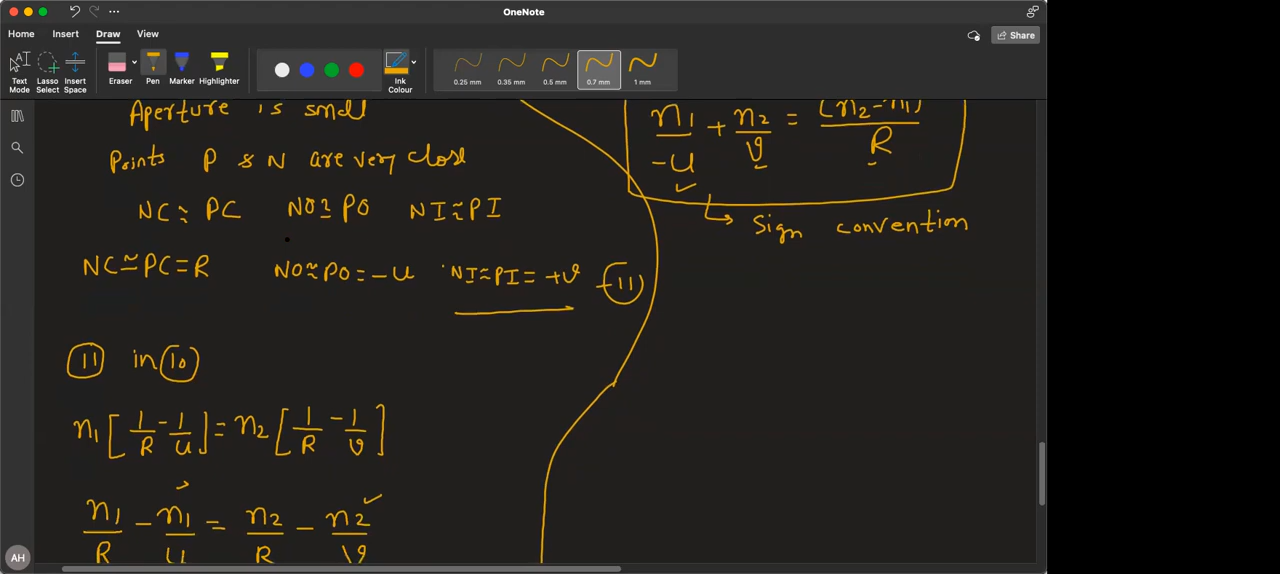 OneNote
Home Insert Draw View
Share
Text Mode
Lasso Select
Insert Space
Eraser
Pen
Marker
Highlighter
Ink Colour
0.25 mm 0.35 mm 0.5 mm 0.7 mm 1 mm
Aperture is small
Points P & N are very close
NC ≃ PC NO ≃ PO NI ≈ PI
NC ≅ PC = R NO ≈ PO = -u NI ≈ PI = +v - (11)
(11) in (10)
n1 [1/R - 1/u] = n2 [1/R - 1/v]
n1/R - n1/u = n2/R - n2/v
n1/-u + n2/v = (n2-n1)/R
Sign convention
AH